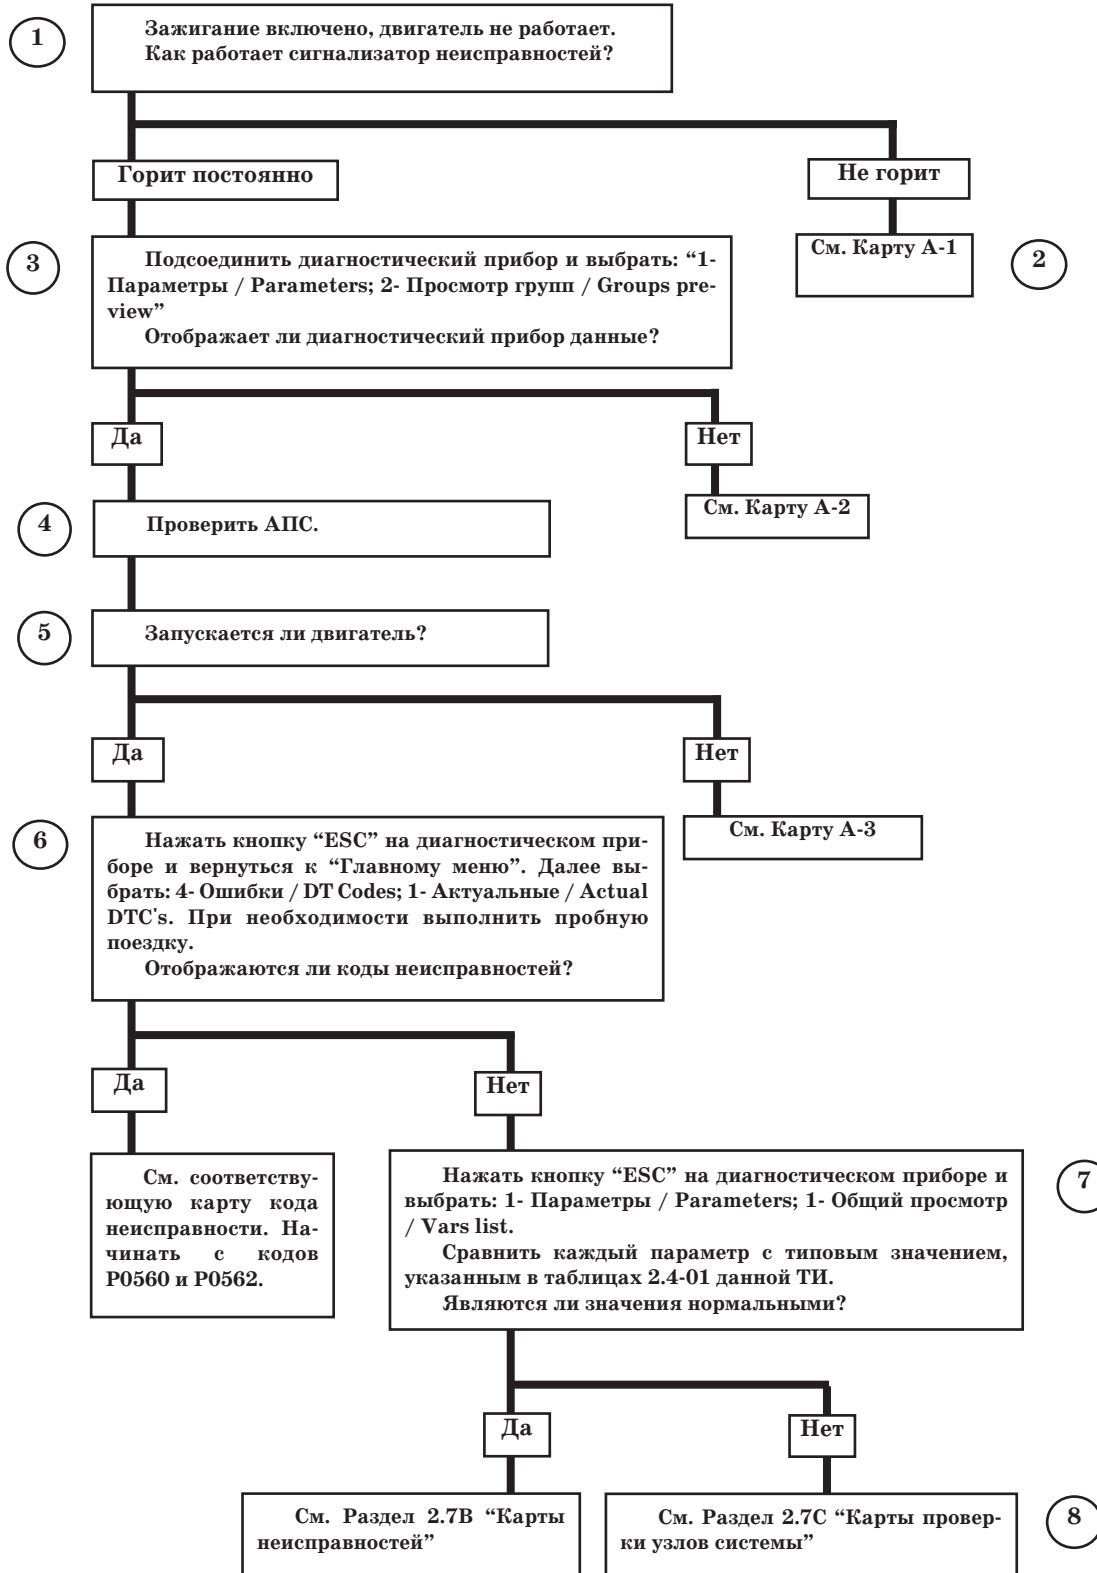 1
Зажигание включено, двигатель не работает.
Как работает сигнализатор неисправностей?
Горит постоянно
Не горит
3
Подсоединить диагностический прибор и выбрать: “1-
Параметры / Parameters; 2- Просмотр групп / Groups pre-
view”
Отображает ли диагностический прибор данные?
См. Карту А-1
2
Да
Нет
4
Проверить АПС.
См. Карту А-2
5
Запускается ли двигатель?
Да
Нет
6
Нажать кнопку “ESC” на диагностическом при-
боре и вернуться к “Главному меню”. Далее вы-
брать: 4- Ошибки / DT Codes; 1- Актуальные / Actual
DTC's. При необходимости выполнить пробную
поездку.
Отображаются ли коды неисправностей?
См. Карту А-3
Да
Нет
См. соответству-
ющую карту кода
неисправности. На-
чинать с кодов
Р0560 и Р0562.
Нажать кнопку “ESC” на диагностическом приборе и
выбрать: 1- Параметры / Parameters; 1- Общий просмотр
/ Vars list.
Сравнить каждый параметр с типовым значением,
указанным в таблицах 2.4-01 данной ТИ.
Являются ли значения нормальными?
7
Да
Нет
См. Раздел 2.7В “Карты
неисправностей”
См. Раздел 2.7С “Карты провер-
ки узлов системы”
8